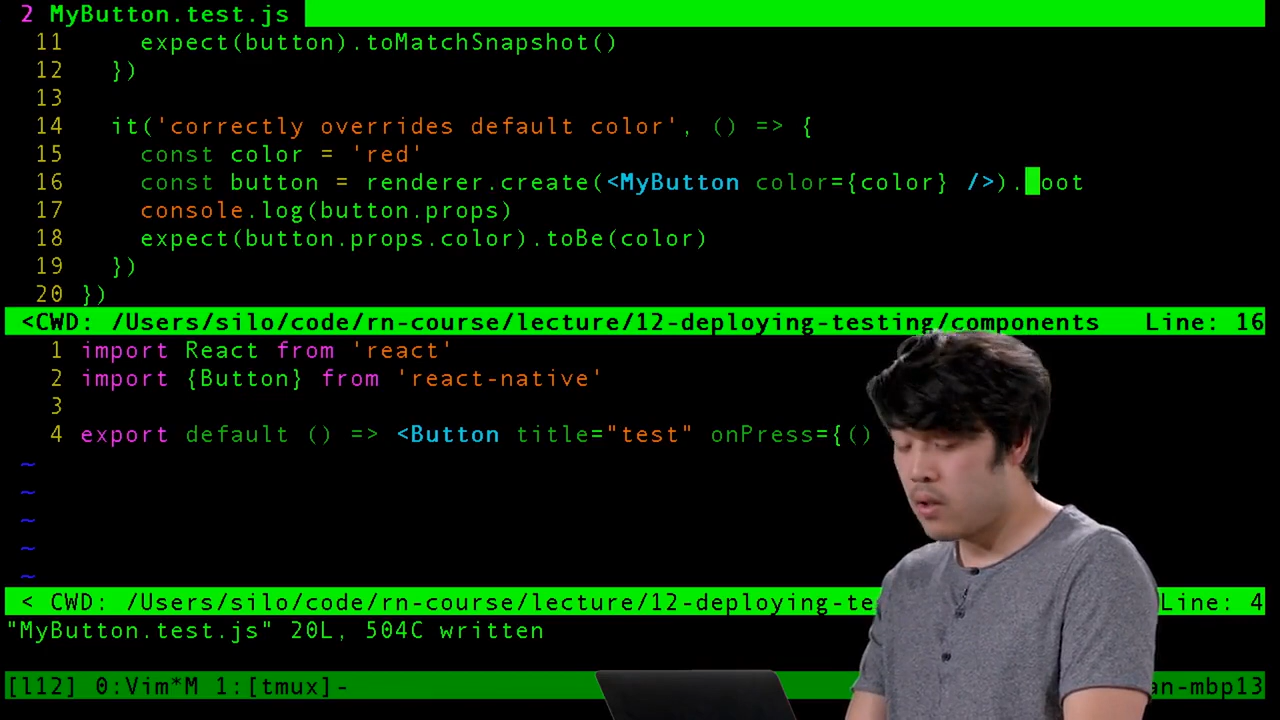 2 MyButton.test.js
11 expect(button).toMatchSnapshot()
12 })
13
14 it('correctly overrides default color', () => {
15 const color = 'red'
16 const button = renderer.create(<MyButton color={color} />).root
17 console.log(button.props)
18 expect(button.props.color).toBe(color)
19 })
20 })
<CWD: /Users/silo/code/rn-course/lecture/12-deploying-testing/components Line: 16
1 import React from 'react'
2 import {Button} from 'react-native'
3
4 export default () => <Button title="test" onPress={()
~
~
~
~
~
< CWD: /Users/silo/code/rn-course/lecture/12-deploying-te Line: 4
"MyButton.test.js" 20L, 504C written
[l12] 0:Vim*M 1:[tmux]- an-mbp13